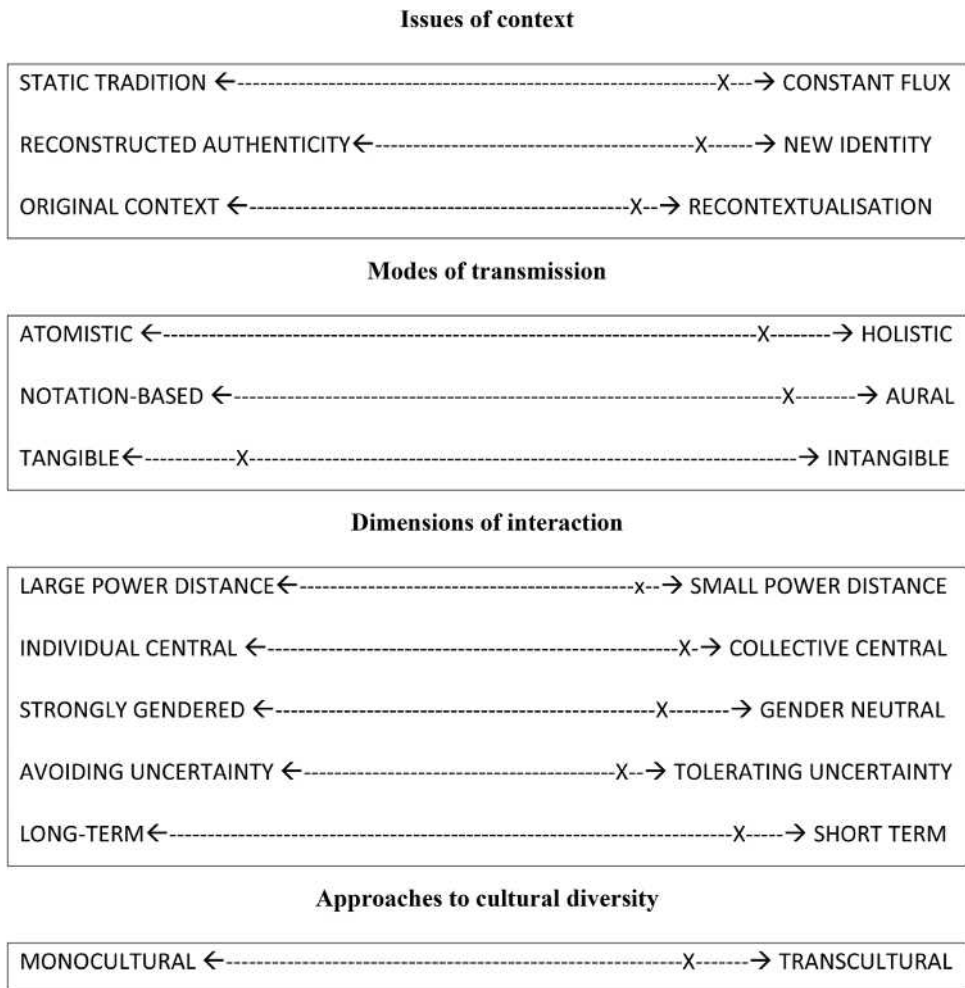 Issues of context
STATIC TRADITION ←-------------------------------------------------------------X---→ CONSTANT FLUX
RECONSTRUCTED AUTHENTICITY←----------------------------------------X------→ NEW IDENTITY
ORIGINAL CONTEXT ←------------------------------------------------X--→ RECONTEXTUALISATION
Modes of transmission
ATOMISTIC ←---------------------------------------------------------------------------X--------→ HOLISTIC
NOTATION-BASED ←---------------------------------------------------------------------X--------→ AURAL
TANGIBLE←------------X---------------------------------------------------------------------→ INTANGIBLE
Dimensions of interaction
LARGE POWER DISTANCE←--------------------------------------------x--→ SMALL POWER DISTANCE
INDIVIDUAL CENTRAL ←----------------------------------------------------X-→ COLLECTIVE CENTRAL
STRONGLY GENDERED ←------------------------------------------------X--------→ GENDER NEUTRAL
AVOIDING UNCERTAINTY ←---------------------------------------X--→ TOLERATING UNCERTAINTY
LONG-TERM←-----------------------------------------------------------------------X-----→ SHORT TERM
Approaches to cultural diversity
MONOCULTURAL ←----------------------------------------------------------X-------→ TRANSCULTURAL